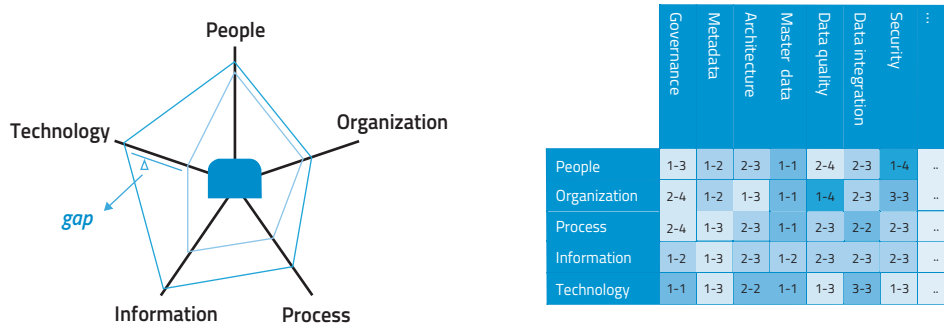 People
Technology
Organization
Δ
gap
Information
Process
Governance
Metadata
Architecture
Master data
Data quality
Data integration
Security
...
People 1-3 1-2 2-3 1-1 2-4 2-3 1-4 ..
Organization 2-4 1-2 1-3 1-1 1-4 2-3 3-3 ..
Process 2-4 1-3 2-3 1-1 2-3 2-2 2-3 ..
Information 1-2 1-3 2-3 1-2 2-3 2-3 2-3 ..
Technology 1-1 1-3 2-2 1-1 1-3 3-3 1-3 ..